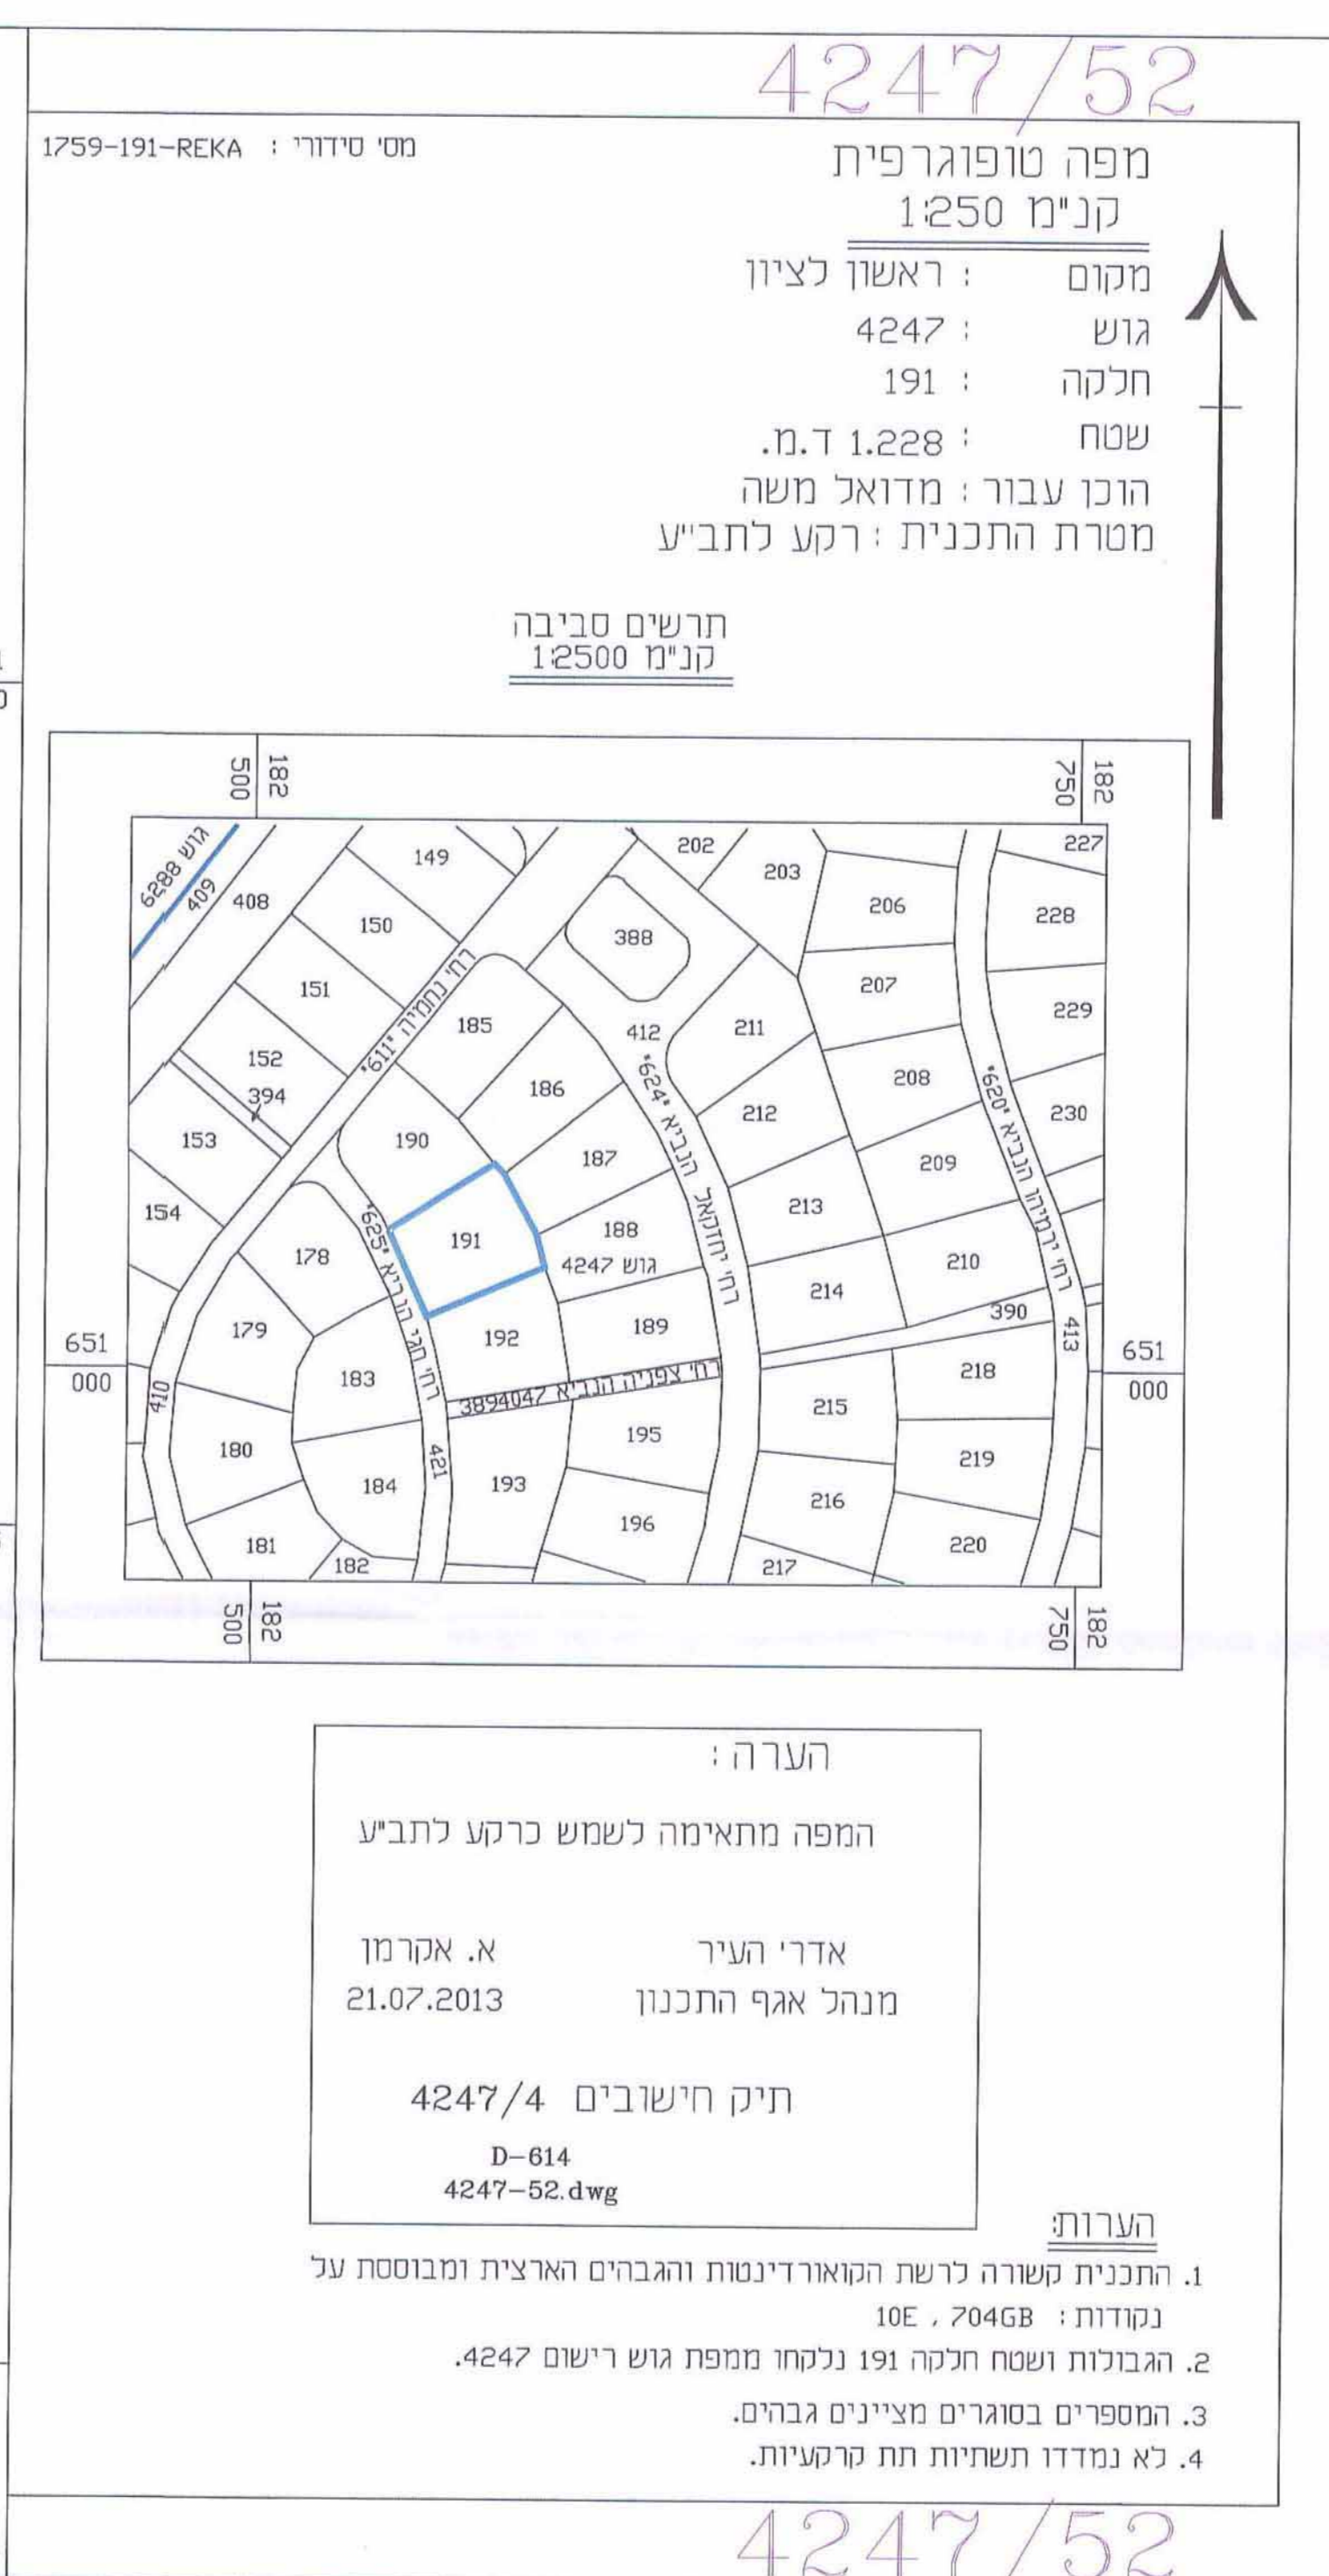 4247/52
מס' סידורי : 1759-191-REKA
מפה טופוגרפית
קנ"מ 1:250
מקום : ראשון לציון
גוש : 4247
חלקה : 191
שטח : 1.228 ד.מ.
הוכן עבור : מדואל משה
מטרת התכנית : רקע לתב"ע
תרשים סביבה
קנ"מ 1:2500
182
500
182
750
גוש 6288
409
408
149
150
151
152
394
153
154
רח' נחמיה "611"
202
203
388
206
227
228
207
229
185
412
211
186
208
230
212
190
187
209
רח' יחזקאל הנביא "624"
רח' ירמיהו הנביא "620"
213
191
188
גוש 4247
178
רח' חגי הנביא "625"
210
214
390
413
179
192
189
651
000
651
000
183
רח' צפניה הנביא 3894047
218
410
215
195
180
421
219
184
193
216
196
181
182
217
220
182
500
182
750
הערה :
המפה מתאימה לשמש כרקע לתב"ע
אדרי' העיר א. אקרמן
מנהל אגף התכנון 21.07.2013
תיק חישובים 4247/4
D-614
4247-52.dwg
הערות:
1. התכנית קשורה לרשת הקואורדינטות והגבהים הארצית ומבוססת על
נקודות : 10E , 704GB
2. הגבולות ושטח חלקה 191 נלקחו ממפת גוש רישום 4247.
3. המספרים בסוגרים מציינים גבהים.
4. לא נמדדו תשתיות תת קרקעיות.
4247/52